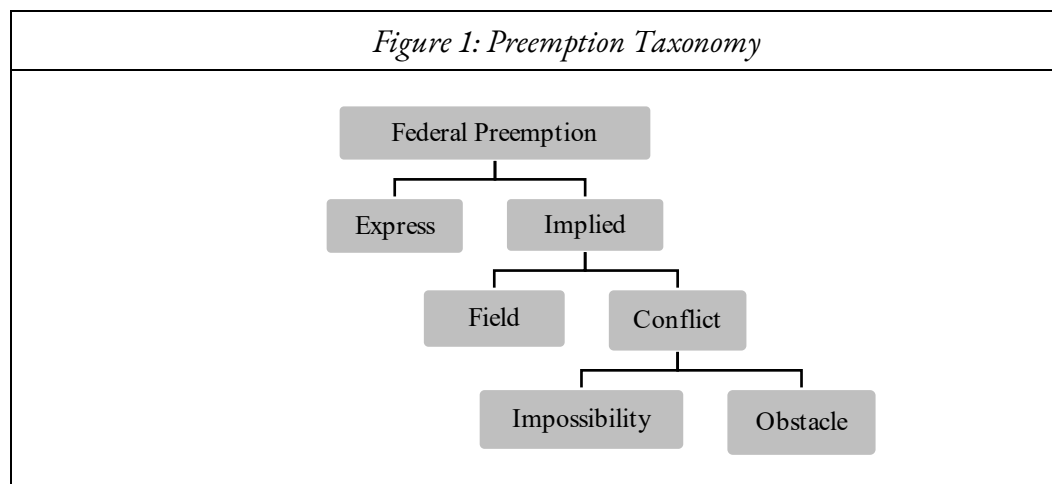 Figure 1: Preemption Taxonomy
Federal Preemption
Express
Implied
Field
Conflict
Impossibility
Obstacle